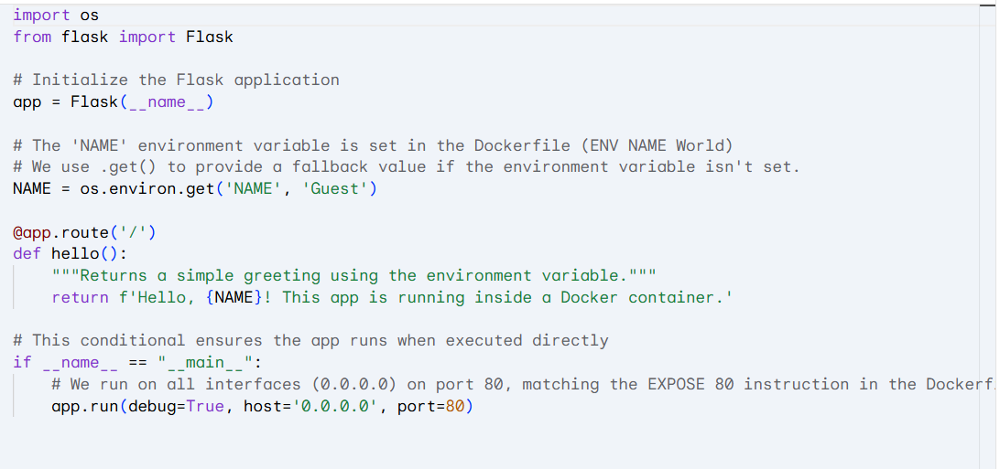 import os
from flask import Flask
# Initialize the Flask application
app = Flask(__name__)
# The 'NAME' environment variable is set in the Dockerfile (ENV NAME World)
# We use .get() to provide a fallback value if the environment variable isn't set.
NAME = os.environ.get('NAME', 'Guest')
@app.route('/')
def hello():
    """Returns a simple greeting using the environment variable."""
    return f'Hello, {NAME}! This app is running inside a Docker container.'
# This conditional ensures the app runs when executed directly
if __name__ == "__main__":
    # We run on all interfaces (0.0.0.0) on port 80, matching the EXPOSE 80 instruction in the
    app.run(debug=True, host='0.0.0.0', port=80)